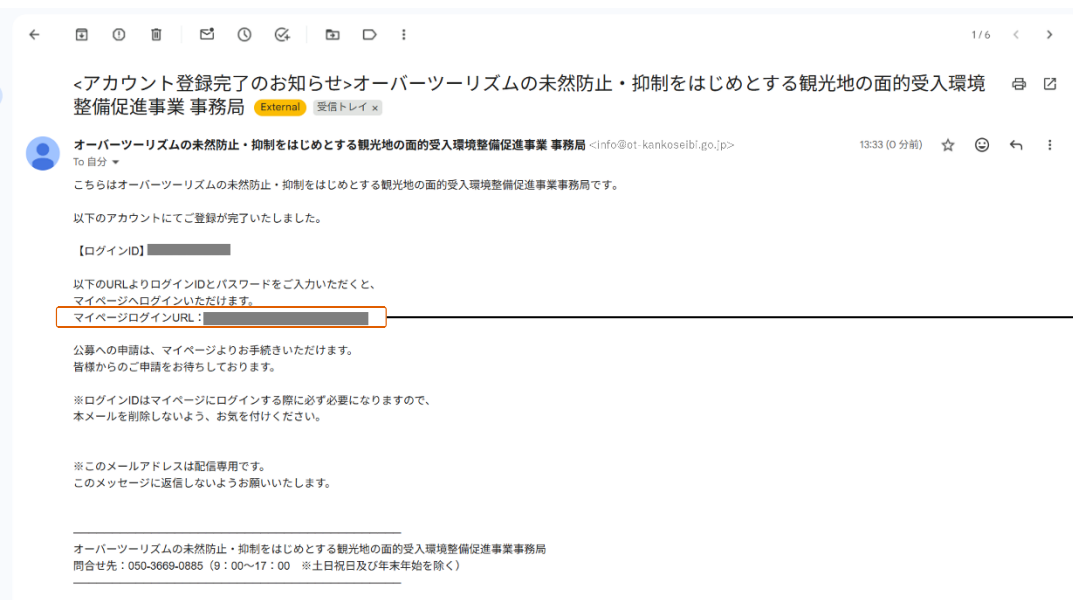 1/6
<アカウント登録完了のお知らせ>オーバーツーリズムの未然防止・抑制をはじめとする観光地の面的受入環境
整備促進事業 事務局 External 受信トレイ ×
オーバーツーリズムの未然防止・抑制をはじめとする観光地の面的受入環境整備促進事業 事務局 <info@ot-kankoseibi.go.jp> 13:33 (0 分前)
To 自分
こちらはオーバーツーリズムの未然防止・抑制をはじめとする観光地の面的受入環境整備促進事業事務局です。
以下のアカウントにてご登録が完了いたしました。
【ログインID】
以下のURLよりログインIDとパスワードをご入力いただくと、
マイページへログインいただけます。
マイページログインURL：
公募への申請は、マイページよりお手続きいただけます。
皆様からのご申請をお待ちしております。
※ログインIDはマイページにログインする際に必ず必要になりますので、
本メールを削除しないよう、お気を付けください。
※このメールアドレスは配信専用です。
このメッセージに返信しないようお願いいたします。
オーバーツーリズムの未然防止・抑制をはじめとする観光地の面的受入環境整備促進事業事務局
問合せ先：050-3669-0885（9：00〜17：00　※土日祝日及び年末年始を除く）